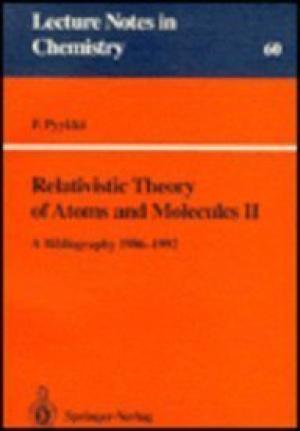 Lecture Notes in
Chemistry
60
P. Pyykkö
Relativistic Theory
of Atoms and Molecules II
A Bibliography 1986–1992
Springer-Verlag